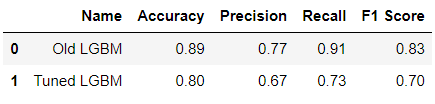 Name Accuracy Precision Recall F1 Score
0 Old LGBM 0.89 0.77 0.91 0.83
1 Tuned LGBM 0.80 0.67 0.73 0.70